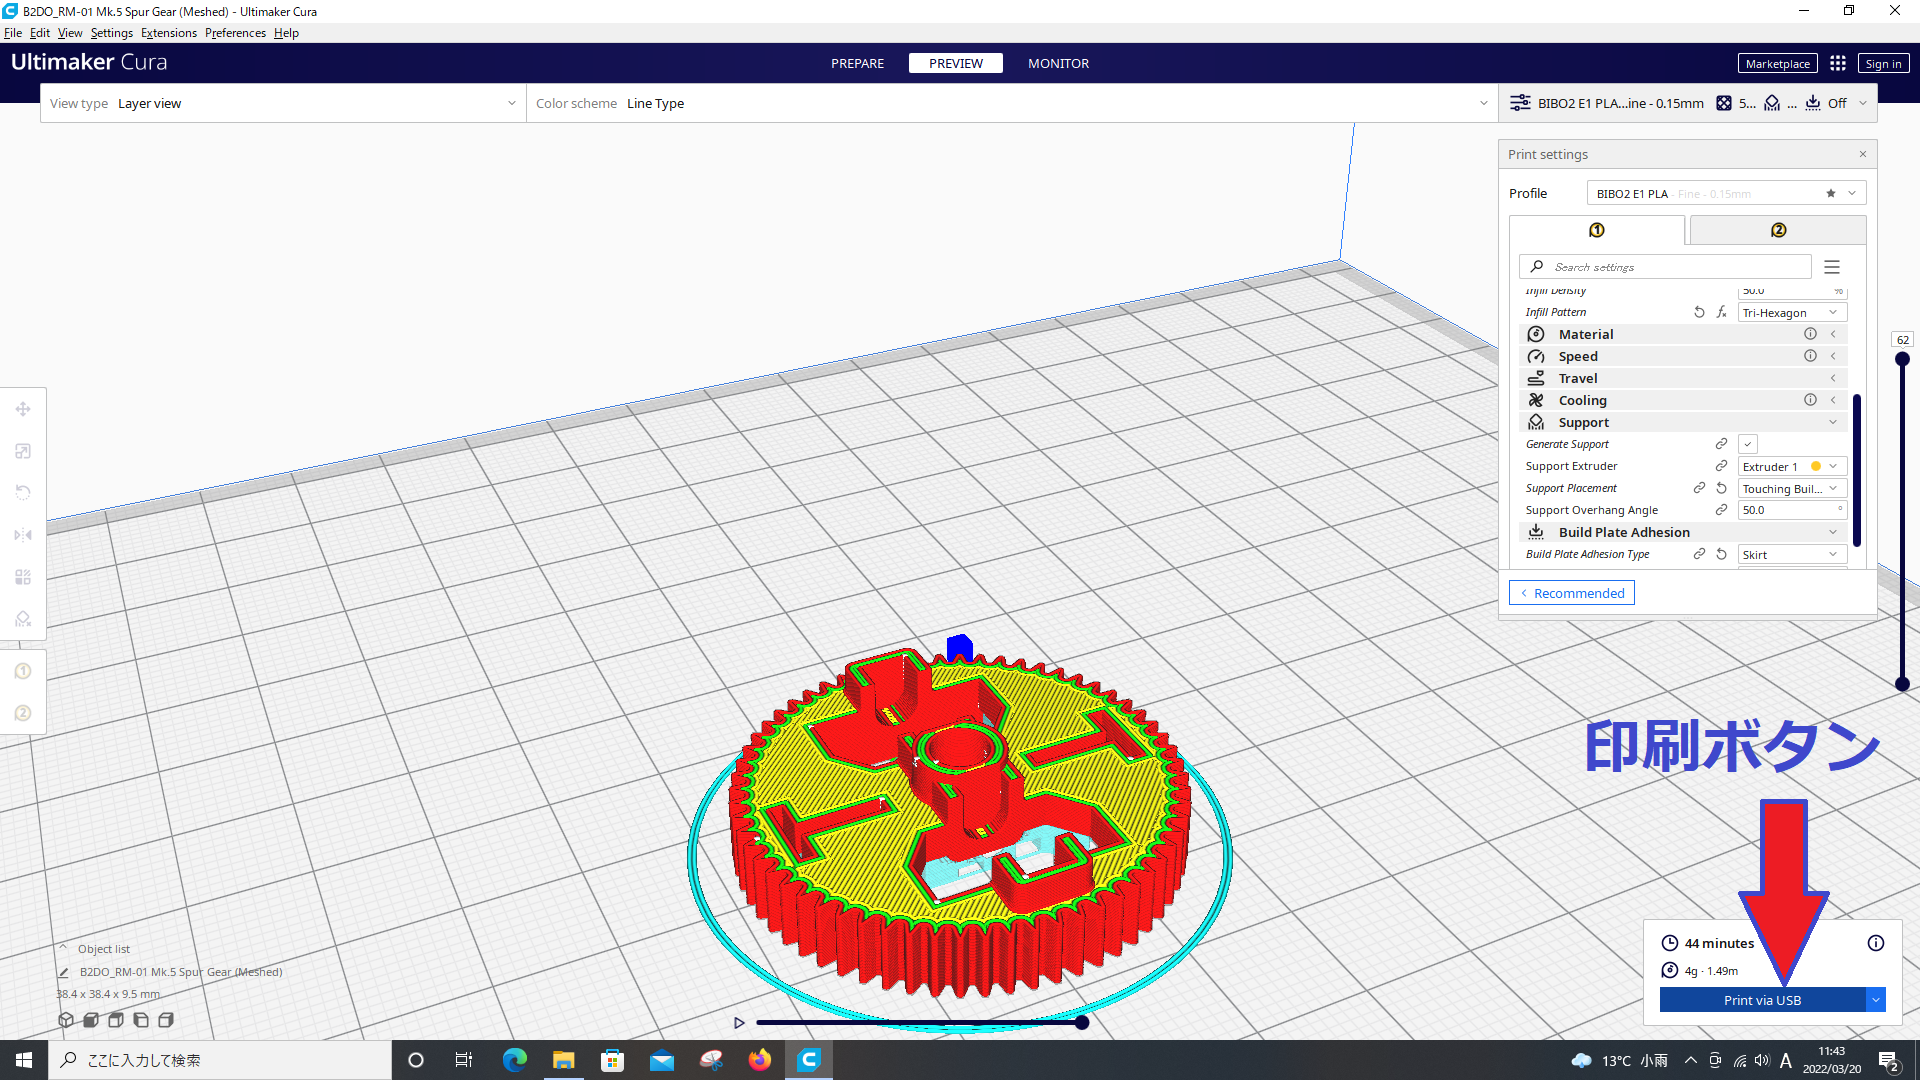 B2DO_RM-01 Mk.5 Spur Gear (Meshed) - Ultimaker Cura
File Edit View Settings Extensions Preferences Help
Ultimaker Cura
PREPARE PREVIEW MONITOR
Marketplace Sign in
View type Layer view
Color scheme Line Type
BIBO2 E1 PLA...ine - 0.15mm 5... ... Off
Print settings
Profile BIBO2 E1 PLA - Fine - 0.15mm
1 2
Search settings
Infill Density 50.0 %
Infill Pattern Tri-Hexagon
Material
Speed
Travel
Cooling
Support
Generate Support
Support Extruder Extruder 1
Support Placement Touching Buil...
Support Overhang Angle 50.0 °
Build Plate Adhesion
Build Plate Adhesion Type Skirt
Recommended
62
1
2
印刷ボタン
44 minutes
4g · 1.49m
Print via USB
Object list
B2DO_RM-01 Mk.5 Spur Gear (Meshed)
38.4 x 38.4 x 9.5 mm
ここに入力して検索
13°C 小雨
A
11:43
2022/03/20
2